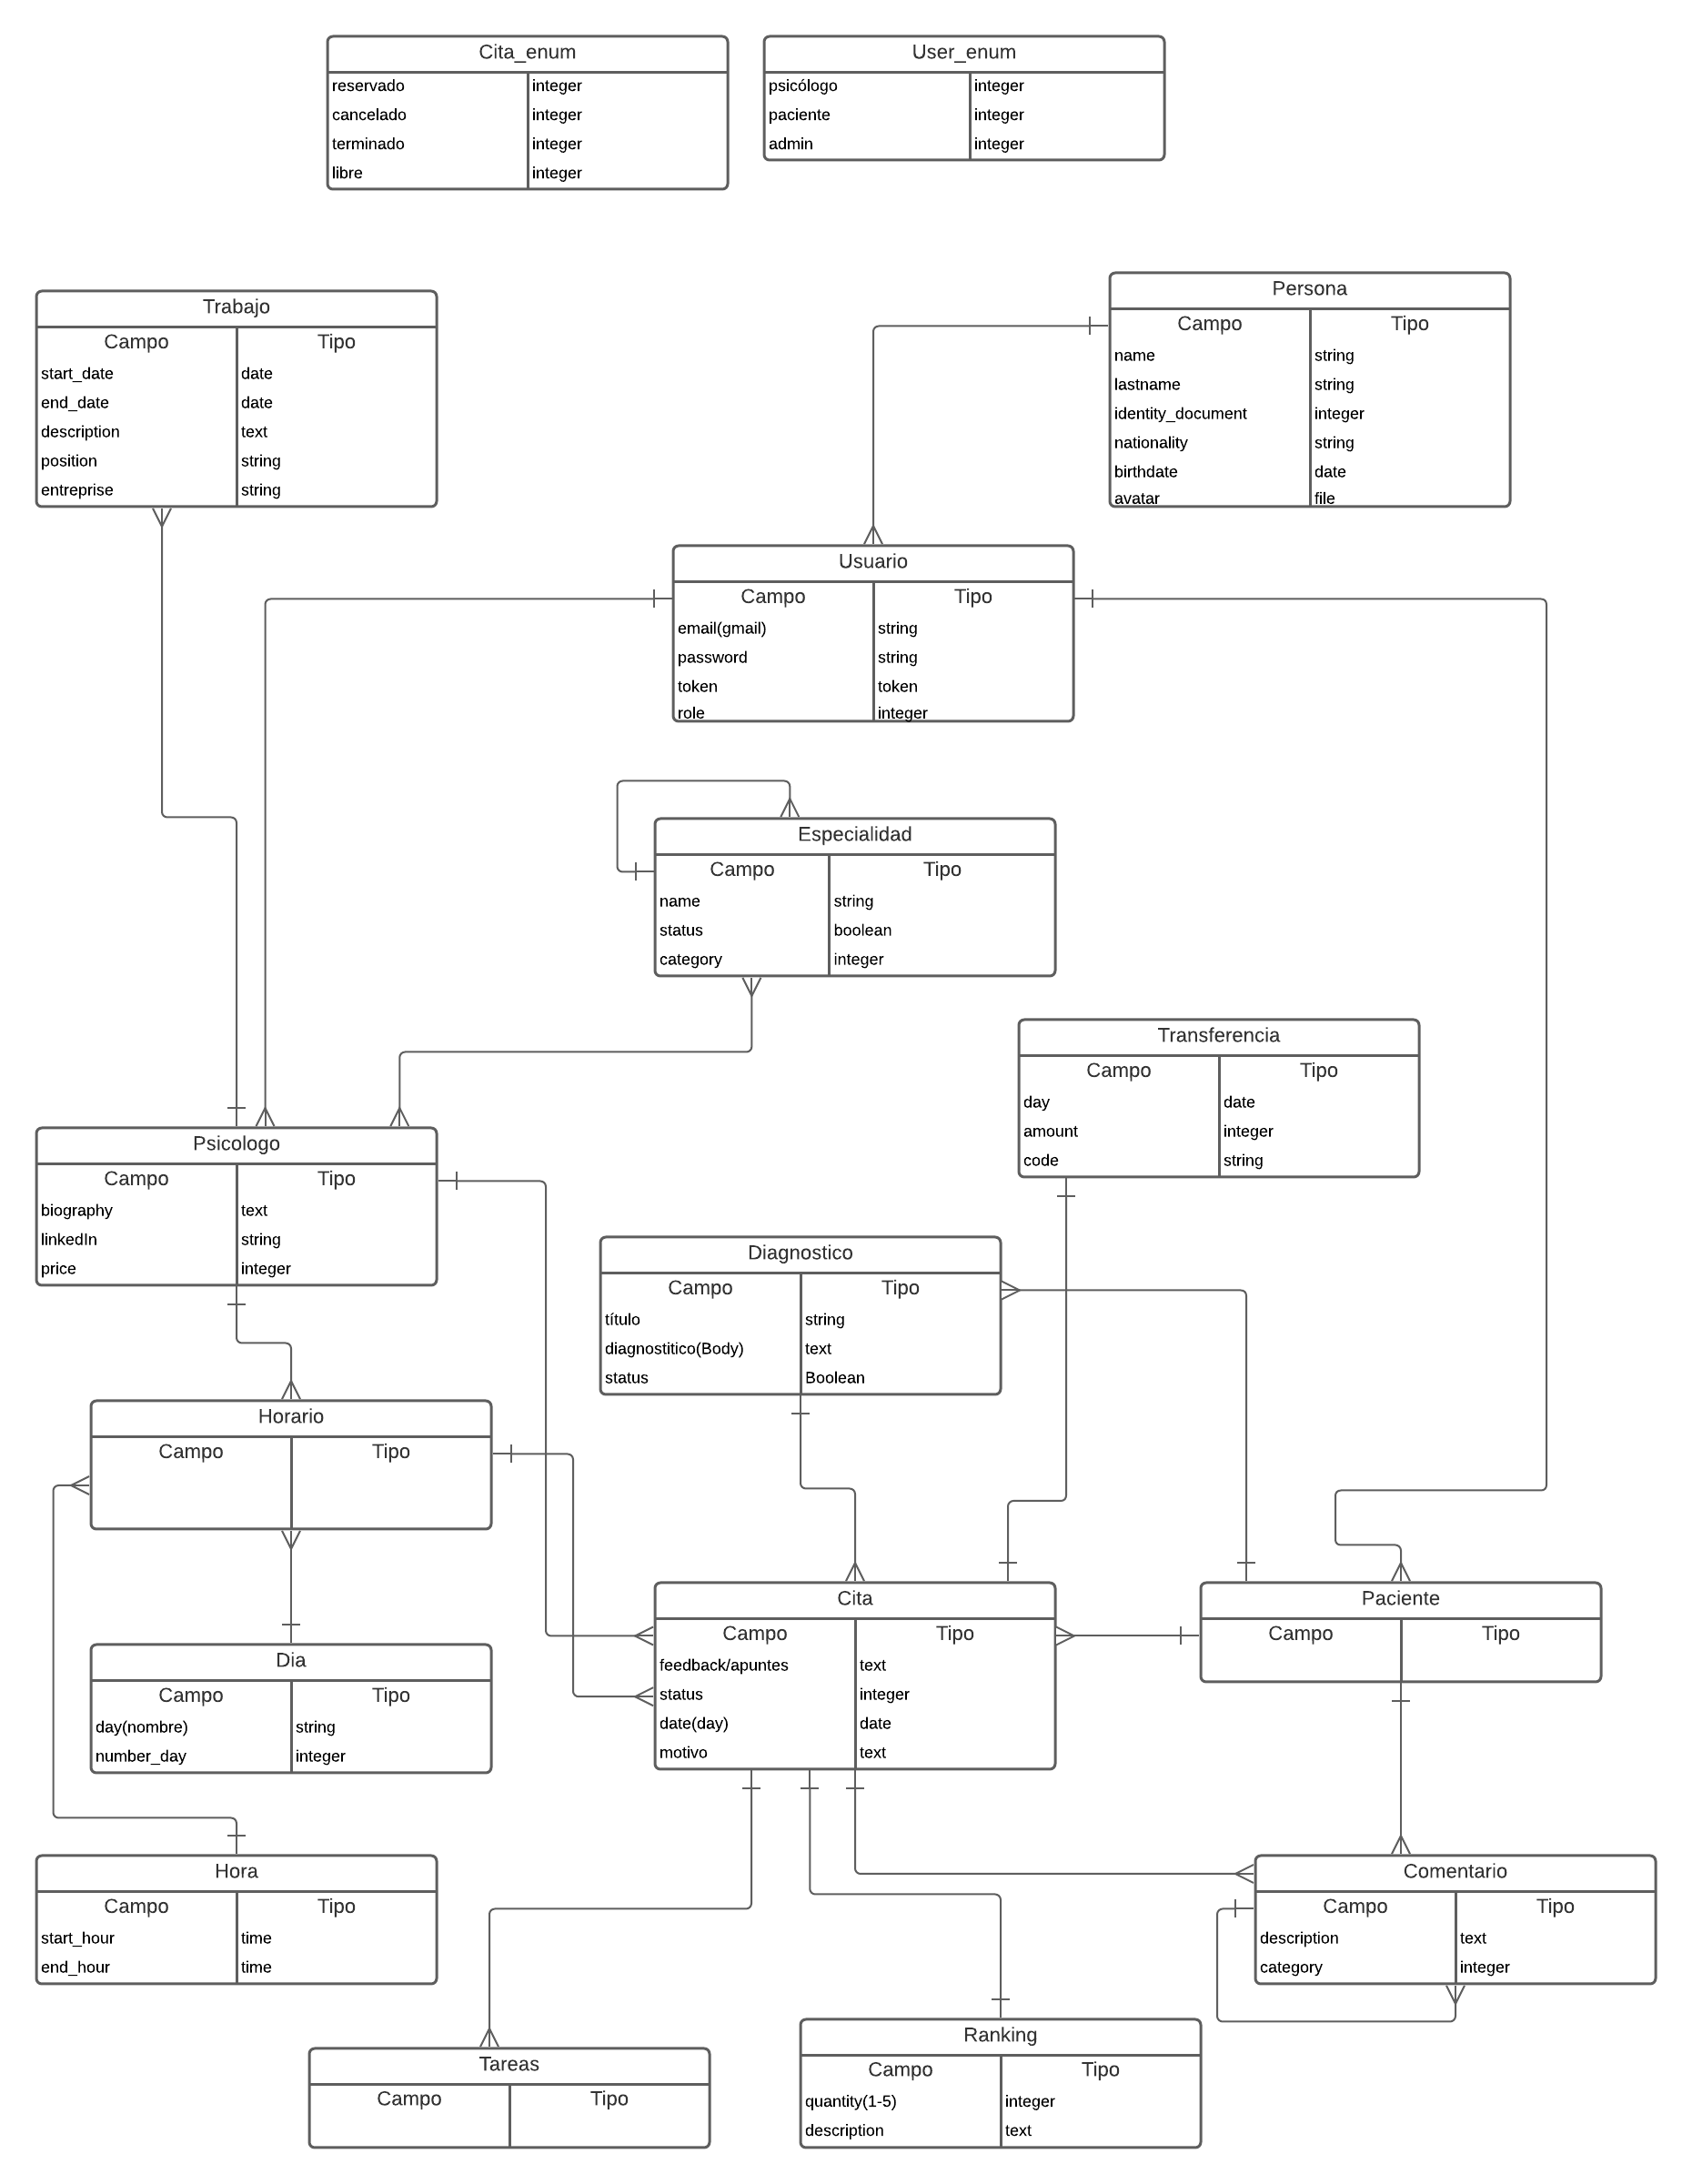 Cita_enum
reservado integer
cancelado integer
terminado integer
libre integer
User_enum
psicólogo integer
paciente integer
admin integer
Trabajo
Campo Tipo
start_date date
end_date date
description text
position string
entreprise string
Persona
Campo Tipo
name string
lastname string
identity_document integer
nationality string
birthdate date
avatar file
Usuario
Campo Tipo
email(gmail) string
password string
token token
role integer
Especialidad
Campo Tipo
name string
status boolean
category integer
Transferencia
Campo Tipo
day date
amount integer
code string
Psicologo
Campo Tipo
biography text
linkedIn string
price integer
Diagnostico
Campo Tipo
título string
diagnostitico(Body) text
status Boolean
Horario
Campo Tipo
Cita
Campo Tipo
feedback/apuntes text
status integer
date(day) date
motivo text
Paciente
Campo Tipo
Dia
Campo Tipo
day(nombre) string
number_day integer
Hora
Campo Tipo
start_hour time
end_hour time
Comentario
Campo Tipo
description text
category integer
Tareas
Campo Tipo
Ranking
Campo Tipo
quantity(1-5) integer
description text